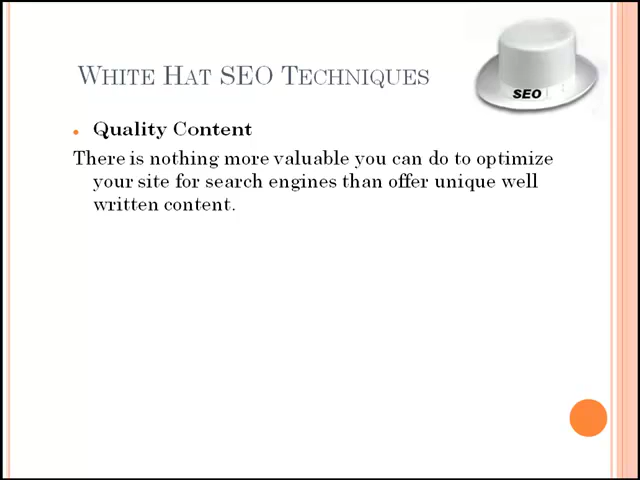 White Hat SEO Techniques
SEO
• Quality Content
There is nothing more valuable you can do to optimize
your site for search engines than offer unique well
written content.